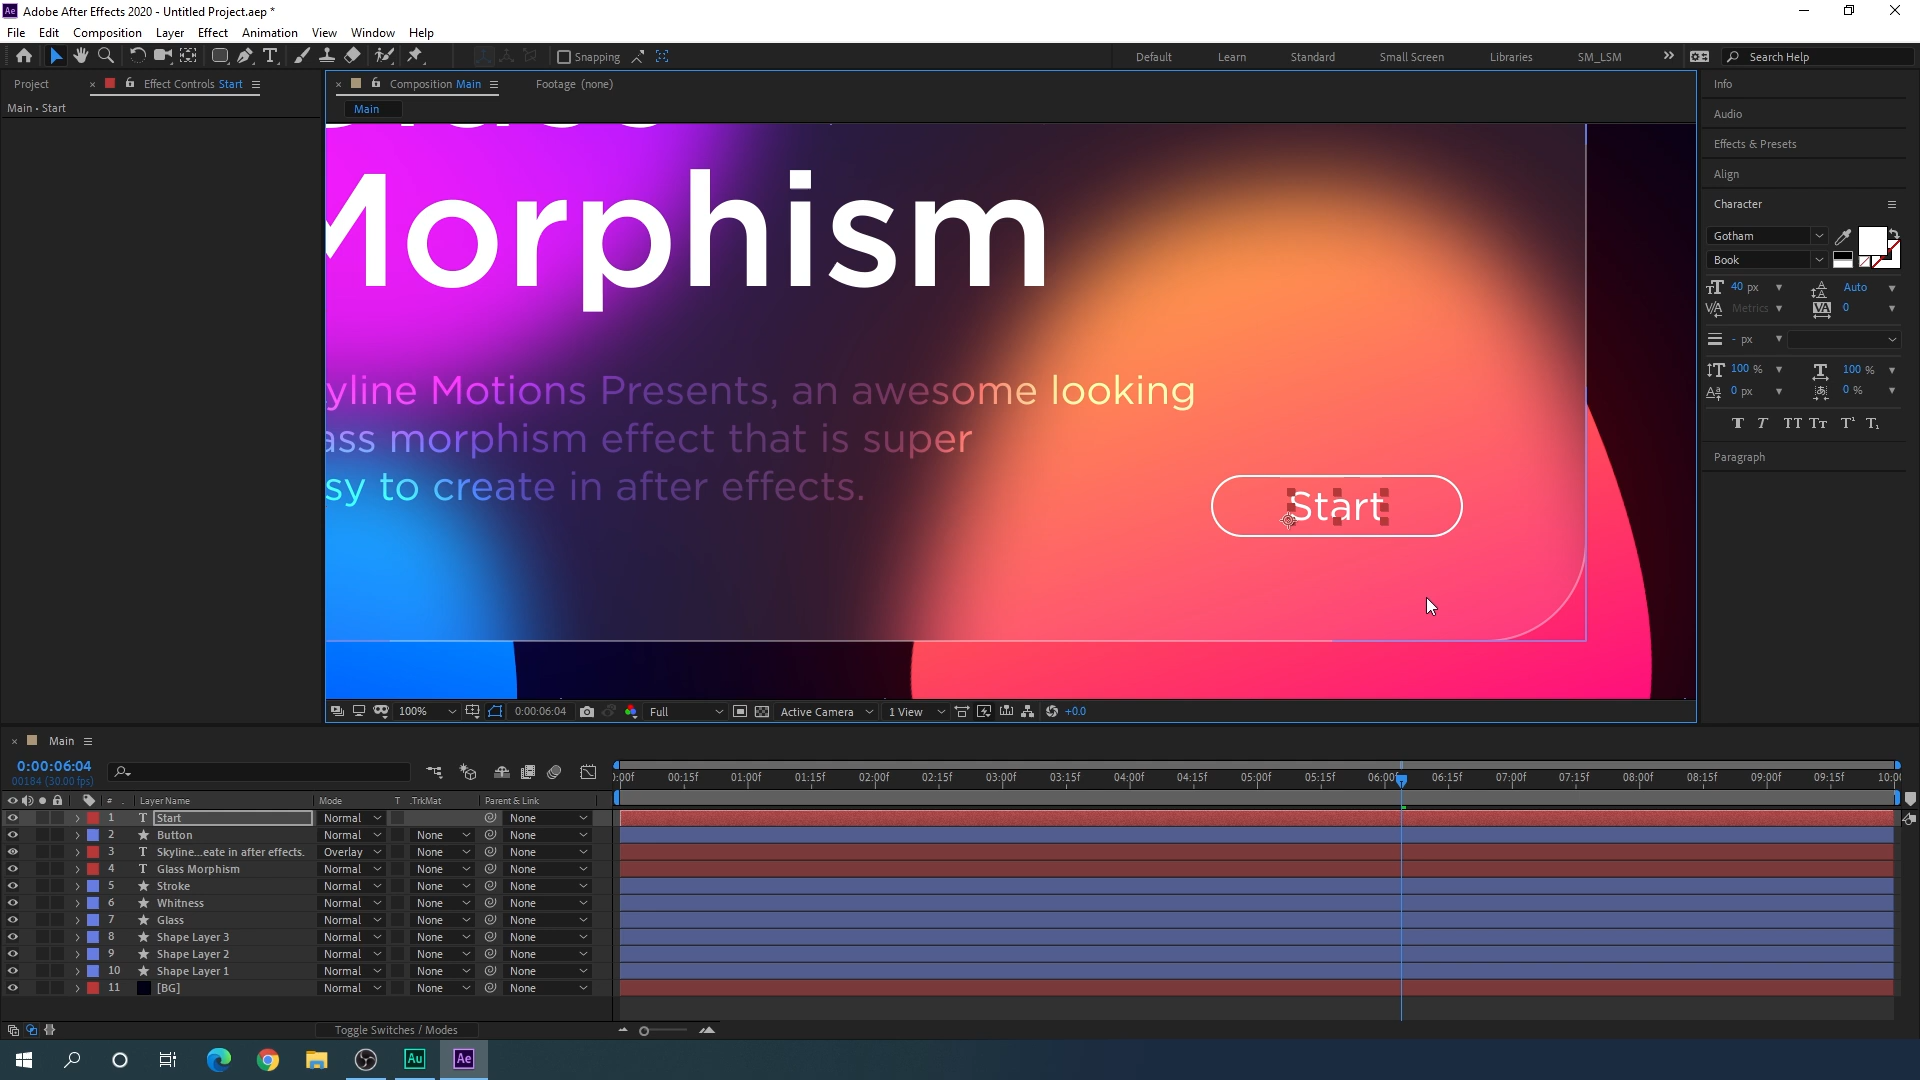 Adobe After Effects 2020 - Untitled Project.aep *
File Edit Composition Layer Effect Animation View Window Help
Snapping
Default Learn Standard Small Screen Libraries SM_LSM
Search Help
Project
Effect Controls Start
Main • Start
Composition Main
Footage (none)
Main
Morphism
yline Motions Presents, an awesome looking
ass morphism effect that is super
sy to create in after effects.
Start
100%
0:00:06:04
Full
Active Camera
1 View
+0.0
Info
Audio
Effects & Presets
Align
Character
Gotham
Book
40 px
Auto
Metrics
0
- px
100 %
100 %
0 px
0 %
Paragraph
Main
0:00:06:04
00184 (30.00 fps)
:00f 00:15f 01:00f 01:15f 02:00f 02:15f 03:00f 03:15f 04:00f 04:15f 05:00f 05:15f 06:00f 06:15f 07:00f 07:15f 08:00f 08:15f 09:00f 09:15f 10:0
# Layer Name Mode T .TrkMat Parent & Link
1 T Start Normal None
2 Button Normal None None
3 T Skyline...eate in after effects. Overlay None None
4 T Glass Morphism Normal None None
5 Stroke Normal None None
6 Whitness Normal None None
7 Glass Normal None None
8 Shape Layer 3 Normal None None
9 Shape Layer 2 Normal None None
10 Shape Layer 1 Normal None None
11 [BG] Normal None None
Toggle Switches / Modes
Au
Ae